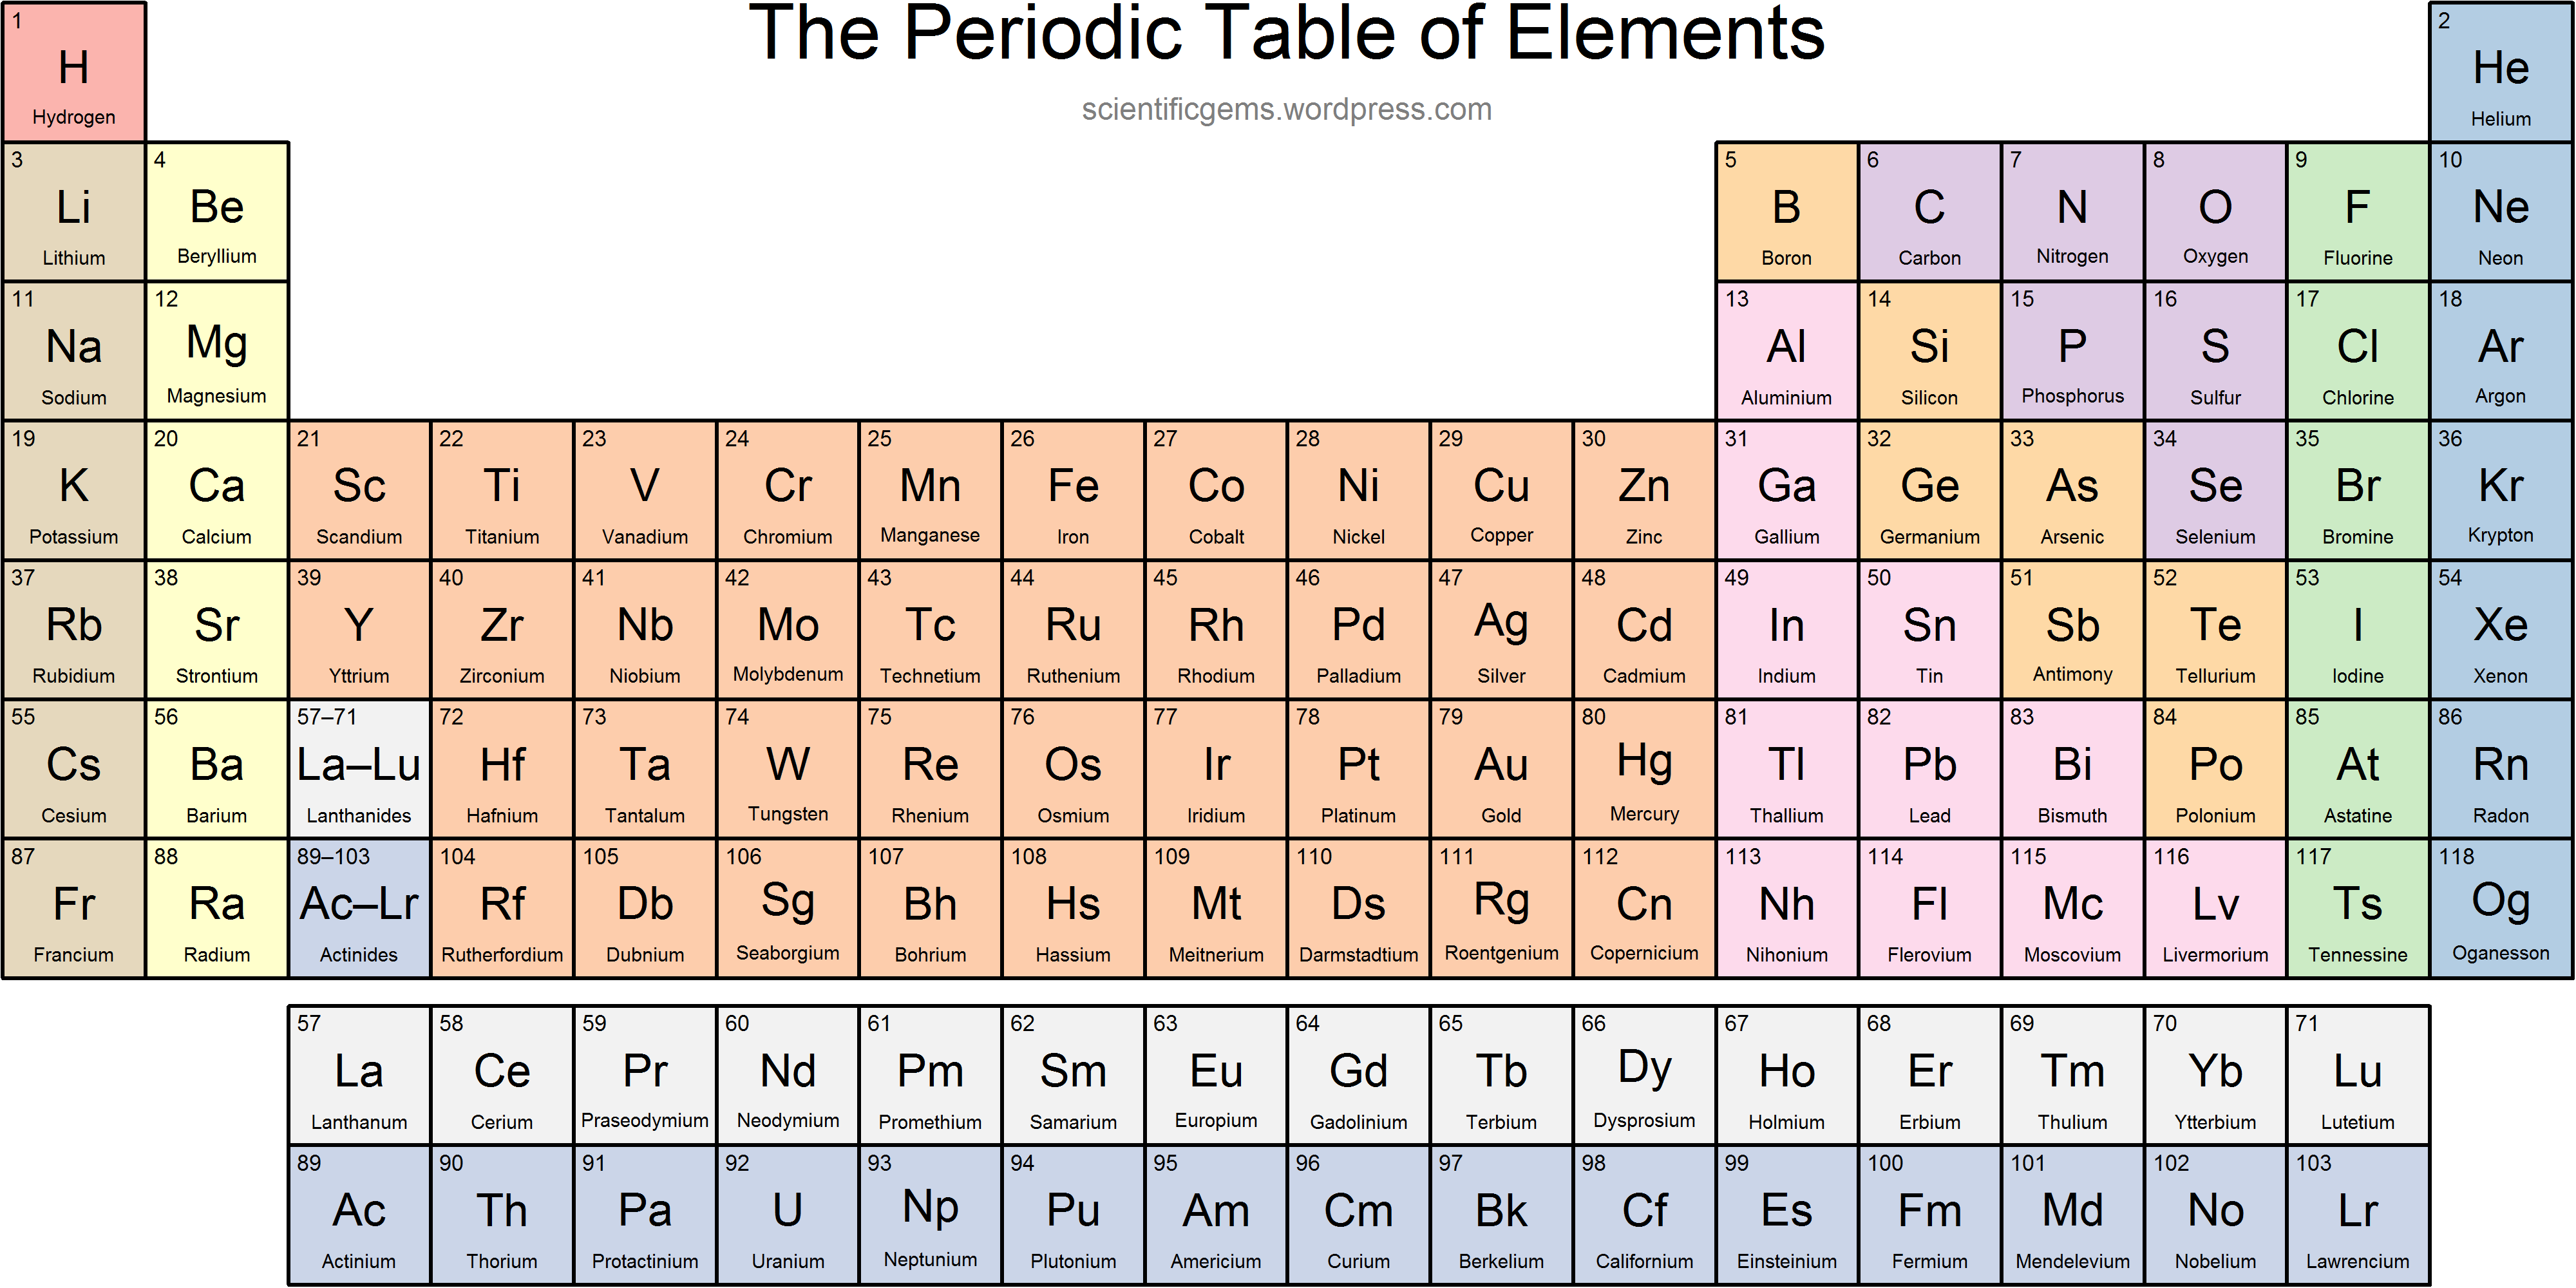 The Periodic Table of Elements
scientificgems.wordpress.com
1 2
H He
Hydrogen Helium
3 4 5 6 7 8 9 10
Li Be B C N O F Ne
Lithium Beryllium Boron Carbon Nitrogen Oxygen Fluorine Neon
11 12 13 14 15 16 17 18
Na Mg Al Si P S Cl Ar
Sodium Magnesium Aluminium Silicon Phosphorus Sulfur Chlorine Argon
19 20 21 22 23 24 25 26 27 28 29 30 31 32 33 34 35 36
K Ca Sc Ti V Cr Mn Fe Co Ni Cu Zn Ga Ge As Se Br Kr
Potassium Calcium Scandium Titanium Vanadium Chromium Manganese Iron Cobalt Nickel Copper Zinc Gallium Germanium Arsenic Selenium Bromine Krypton
37 38 39 40 41 42 43 44 45 46 47 48 49 50 51 52 53 54
Rb Sr Y Zr Nb Mo Tc Ru Rh Pd Ag Cd In Sn Sb Te I Xe
Rubidium Strontium Yttrium Zirconium Niobium Molybdenum Technetium Ruthenium Rhodium Palladium Silver Cadmium Indium Tin Antimony Tellurium Iodine Xenon
55 56 57–71 72 73 74 75 76 77 78 79 80 81 82 83 84 85 86
Cs Ba La–Lu Hf Ta W Re Os Ir Pt Au Hg Tl Pb Bi Po At Rn
Cesium Barium Lanthanides Hafnium Tantalum Tungsten Rhenium Osmium Iridium Platinum Gold Mercury Thallium Lead Bismuth Polonium Astatine Radon
87 88 89–103 104 105 106 107 108 109 110 111 112 113 114 115 116 117 118
Fr Ra Ac–Lr Rf Db Sg Bh Hs Mt Ds Rg Cn Nh Fl Mc Lv Ts Og
Francium Radium Actinides Rutherfordium Dubnium Seaborgium Bohrium Hassium Meitnerium Darmstadtium Roentgenium Copernicium Nihonium Flerovium Moscovium Livermorium Tennessine Oganesson
57 58 59 60 61 62 63 64 65 66 67 68 69 70 71
La Ce Pr Nd Pm Sm Eu Gd Tb Dy Ho Er Tm Yb Lu
Lanthanum Cerium Praseodymium Neodymium Promethium Samarium Europium Gadolinium Terbium Dysprosium Holmium Erbium Thulium Ytterbium Lutetium
89 90 91 92 93 94 95 96 97 98 99 100 101 102 103
Ac Th Pa U Np Pu Am Cm Bk Cf Es Fm Md No Lr
Actinium Thorium Protactinium Uranium Neptunium Plutonium Americium Curium Berkelium Californium Einsteinium Fermium Mendelevium Nobelium Lawrencium